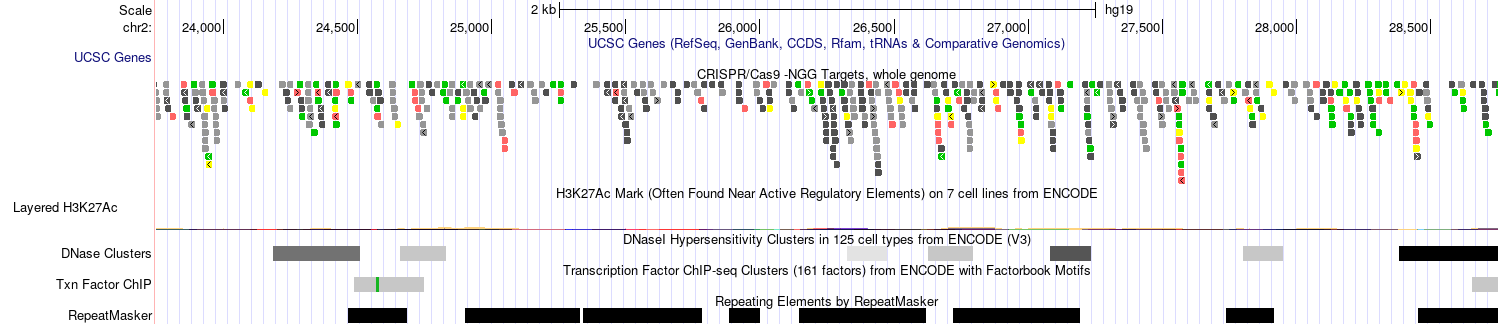 Scale 2 kb hg19
chr2: 24,000 24,500 25,000 25,500 26,000 26,500 27,000 27,500 28,000 28,500
UCSC Genes (RefSeq, GenBank, CCDS, Rfam, tRNAs & Comparative Genomics)
UCSC Genes
CRISPR/Cas9 -NGG Targets, whole genome
H3K27Ac Mark (Often Found Near Active Regulatory Elements) on 7 cell lines from ENCODE
Layered H3K27Ac
DNaseI Hypersensitivity Clusters in 125 cell types from ENCODE (V3)
DNase Clusters
Transcription Factor ChIP-seq Clusters (161 factors) from ENCODE with Factorbook Motifs
Txn Factor ChIP
Repeating Elements by RepeatMasker
RepeatMasker